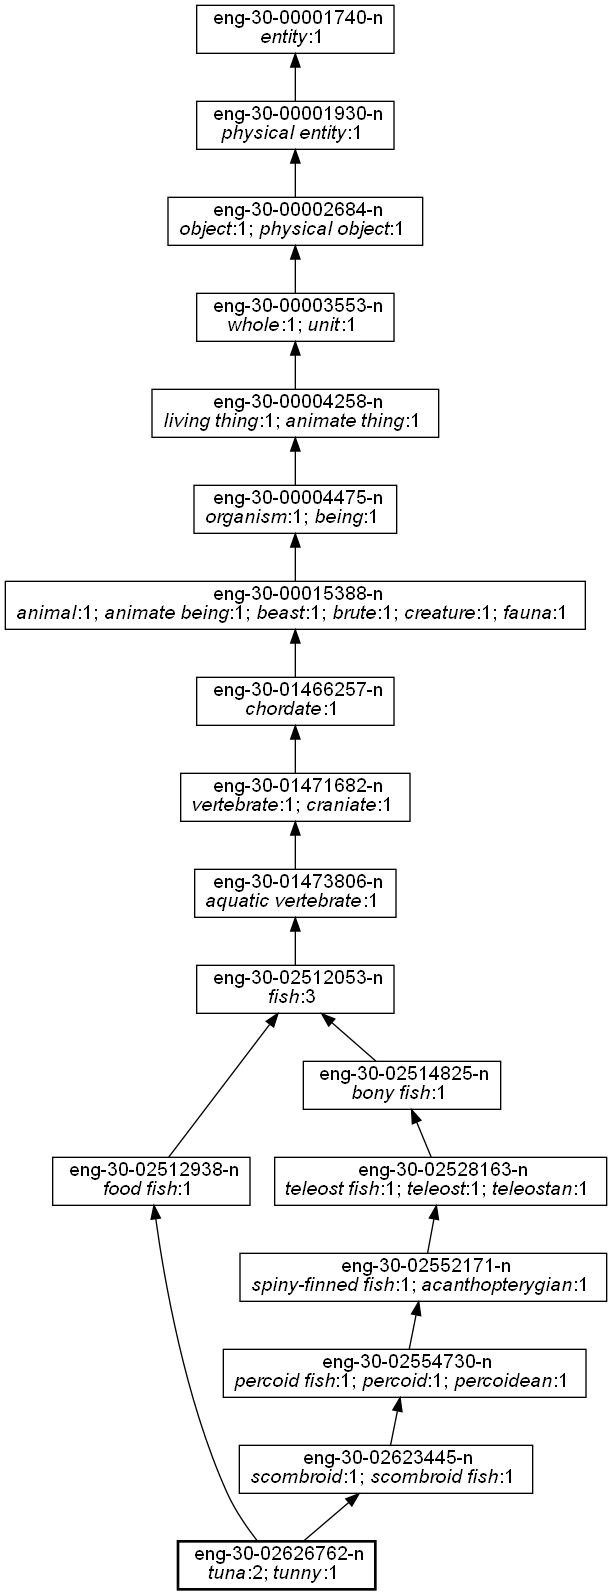 eng-30-00001740-n
entity:1
eng-30-00001930-n
physical entity:1
eng-30-00002684-n
object:1; physical object:1
eng-30-00003553-n
whole:1; unit:1
eng-30-00004258-n
living thing:1; animate thing:1
eng-30-00004475-n
organism:1; being:1
eng-30-00015388-n
animal:1; animate being:1; beast:1; brute:1; creature:1; fauna:1
eng-30-01466257-n
chordate:1
eng-30-01471682-n
vertebrate:1; craniate:1
eng-30-01473806-n
aquatic vertebrate:1
eng-30-02512053-n
fish:3
eng-30-02514825-n
bony fish:1
eng-30-02512938-n
food fish:1
eng-30-02528163-n
teleost fish:1; teleost:1; teleostan:1
eng-30-02552171-n
spiny-finned fish:1; acanthopterygian:1
eng-30-02554730-n
percoid fish:1; percoid:1; percoidean:1
eng-30-02623445-n
scombroid:1; scombroid fish:1
eng-30-02626762-n
tuna:2; tunny:1